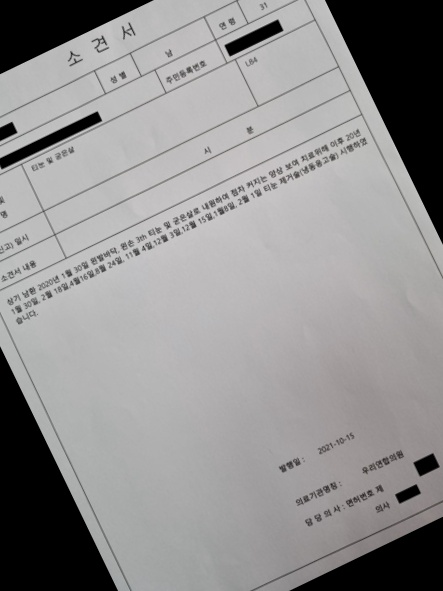 소 견 서
성 별
남
연 령
31
주민등록번호
티눈 및 굳은살
L84
명
시 분
일시
소견서 내용
상기 남환 2020년 1월 30일 왼발바닥, 왼손 3th 티눈 및 굳은살로 내원하여 점차 커지는 양상 보여 치료위해 이후 20년
1월 30일, 2월 18일,4월16일,8월 24일, 11월 4일,12월 3일,12월 15일,1월8일, 2월 1일 티눈 제거술(냉동응고술) 시행하였
습니다.
발행일 : 2021-10-15
의료기관명칭 : 우리연합의원
담 당 의 사 : 면허번호 제
의사